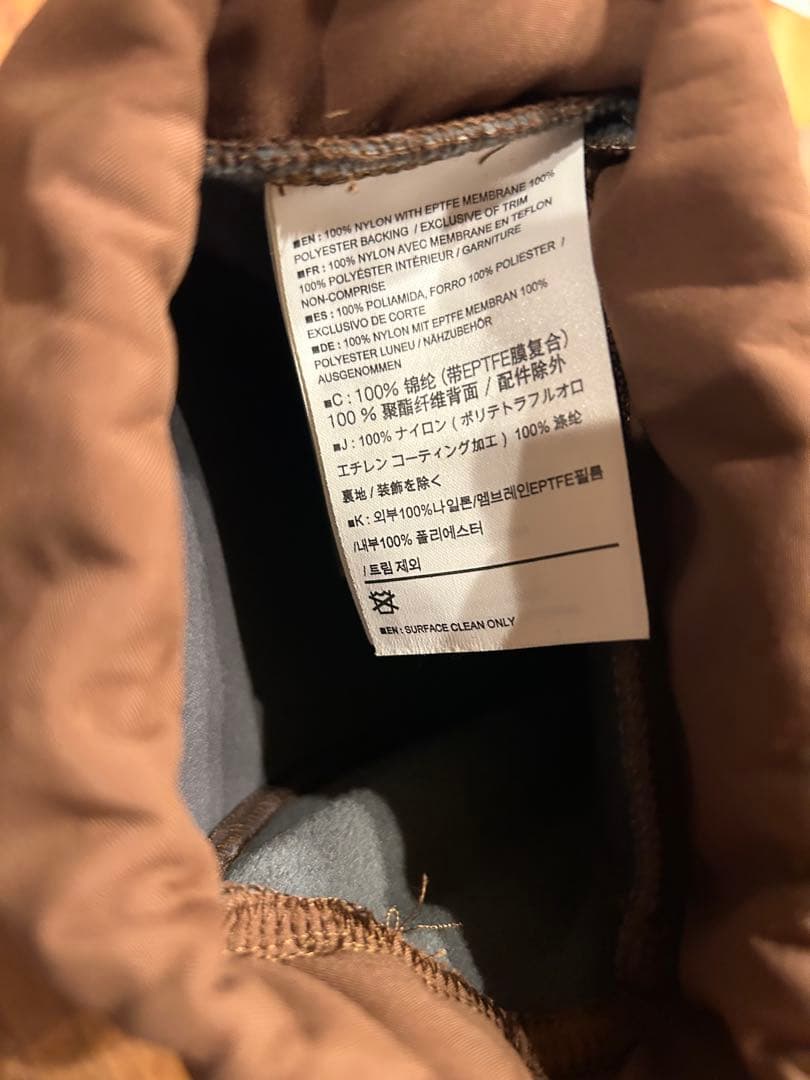 ■EN : 100% NYLON WITH EPTFE MEMBRANE 100%
POLYESTER BACKING / EXCLUSIVE OF TRIM
■FR : 100% NYLON AVEC MEMBRANE EN TEFLON
100% POLYÉSTER INTÉRIEUR / GARNITURE
NON-COMPRISE
■ES : 100% POLIAMIDA, FORRO 100% POLIESTER /
EXCLUSIVO DE CORTE
■DE : 100% NYLON MIT EPTFE MEMBRAN 100%
POLYESTER LUNEU / NÄHZUBEHÖR
AUSGENOMMEN
■C : 100% 锦纶 (带EPTFE膜复合)
100 % 聚酯纤维背面 / 配件除外
■J : 100% ナイロン ( ポリテトラフルオロ
エチレン コーティング加工 ) 100% 涤纶
裏地 / 装飾を除く
■K : 외부100%나일론/멤브레인EPTFE필름
/내부100% 폴리에스터
/ 트림 제외
■EN : SURFACE CLEAN ONLY